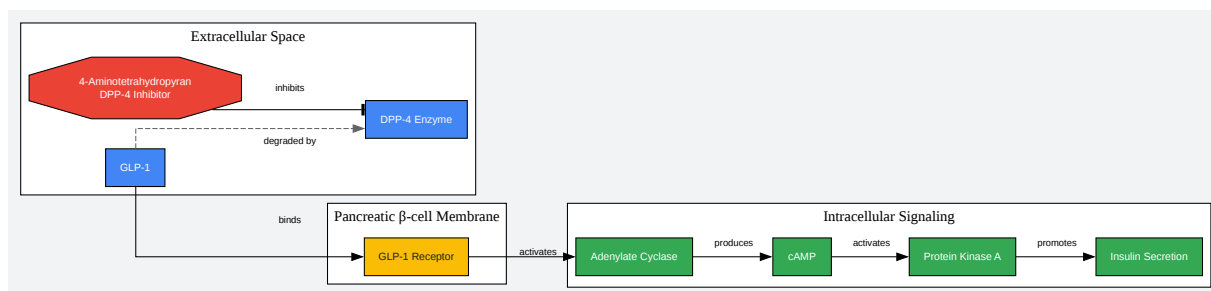 Extracellular Space
4-Aminotetrahydropyran
DPP-4 Inhibitor
inhibits
DPP-4 Enzyme
degraded by
GLP-1
binds
Pancreatic β-cell Membrane
GLP-1 Receptor
activates
Intracellular Signaling
Adenylate Cyclase
produces
cAMP
activates
Protein Kinase A
promotes
Insulin Secretion